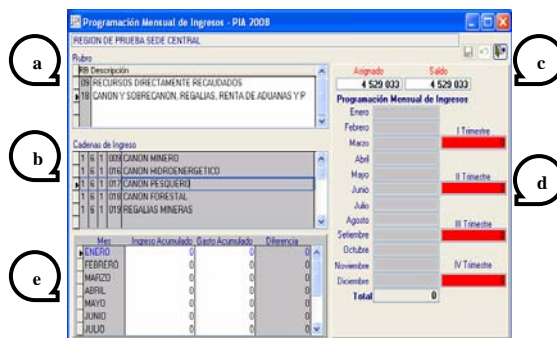 Programación Mensual de Ingresos - PIA 2008
REGION DE PRUEBA SEDE CENTRAL
a
Rubro
RB Descripción
09 RECURSOS DIRECTAMENTE RECAUDADOS
18 CANON Y SOBRECANON, REGALIAS, RENTA DE ADUANAS Y P
b
Cadenas de Ingreso
1 6 1 009 CANON MINERO
1 6 1 016 CANON HIDROENERGETICO
1 6 1 017 CANON PESQUERO
1 6 1 018 CANON FORESTAL
1 6 1 019 REGALIAS MINERAS
e
Mes Ingreso Acumulado Gasto Acumulado Diferencia
ENERO 0 0 0
FEBRERO 0 0 0
MARZO 0 0 0
ABRIL 0 0 0
MAYO 0 0 0
JUNIO 0 0 0
JULIO 0 0 0
c
Asignado Saldo
4 529 033 4 529 033
Programación Mensual de Ingresos
Enero
Febrero I Trimestre
Marzo
Abril
Mayo II Trimestre
Junio
d
Julio
Agosto III Trimestre
Setiembre
Octubre
Noviembre IV Trimestre
Diciembre
Total 0